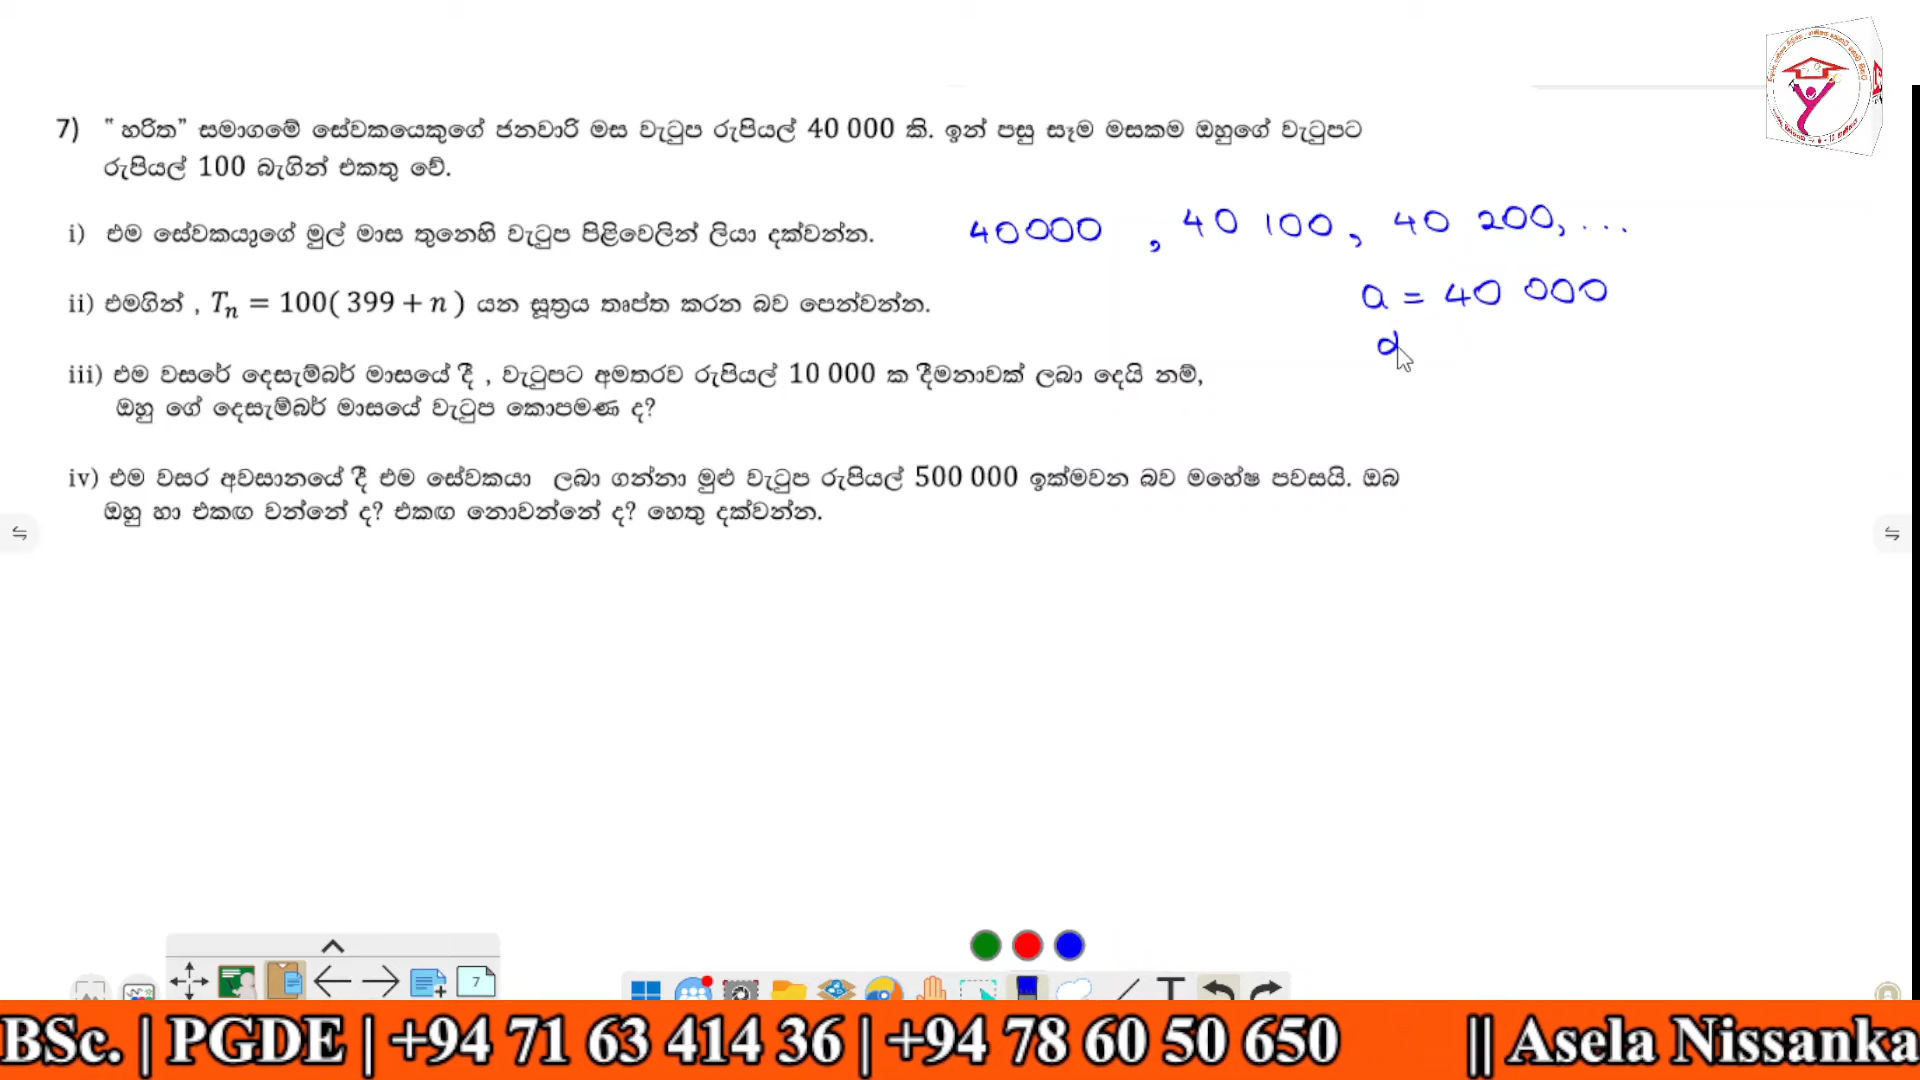 7) " හරිත" සමාගමේ සේවකයෙකුගේ ජනවාරි මස වැටුප රුපියල් 40 000 කි. ඉන් පසු සෑම මසකම ඔහුගේ වැටුපට
රුපියල් 100 බැගින් එකතු වේ.
i) එම සේවකයාගේ මුල් මාස තුනෙහි වැටුප පිළිවෙලින් ලියා දක්වන්න. 40000 , 40 100, 40 200, ...
ii) එමගින් , Tn = 100( 399 + n ) යන සූත්‍රය තෘප්ත කරන බව පෙන්වන්න. a = 40 000
d
iii) එම වසරේ දෙසැම්බර් මාසයේ දී , වැටුපට අමතරව රුපියල් 10 000 ක දීමනාවක් ලබා දෙයි නම්,
ඔහු ගේ දෙසැම්බර් මාසයේ වැටුප කොපමණ ද?
iv) එම වසර අවසානයේ දී එම සේවකයා ලබා ගන්නා මුළු වැටුප රුපියල් 500 000 ඉක්මවන බව මහේෂ පවසයි. ඔබ
ඔහු හා එකඟ වන්නේ ද? එකඟ නොවන්නේ ද? හේතු දක්වන්න.
7
BSc. | PGDE | +94 71 63 414 36 | +94 78 60 50 650 || Asela Nissanka